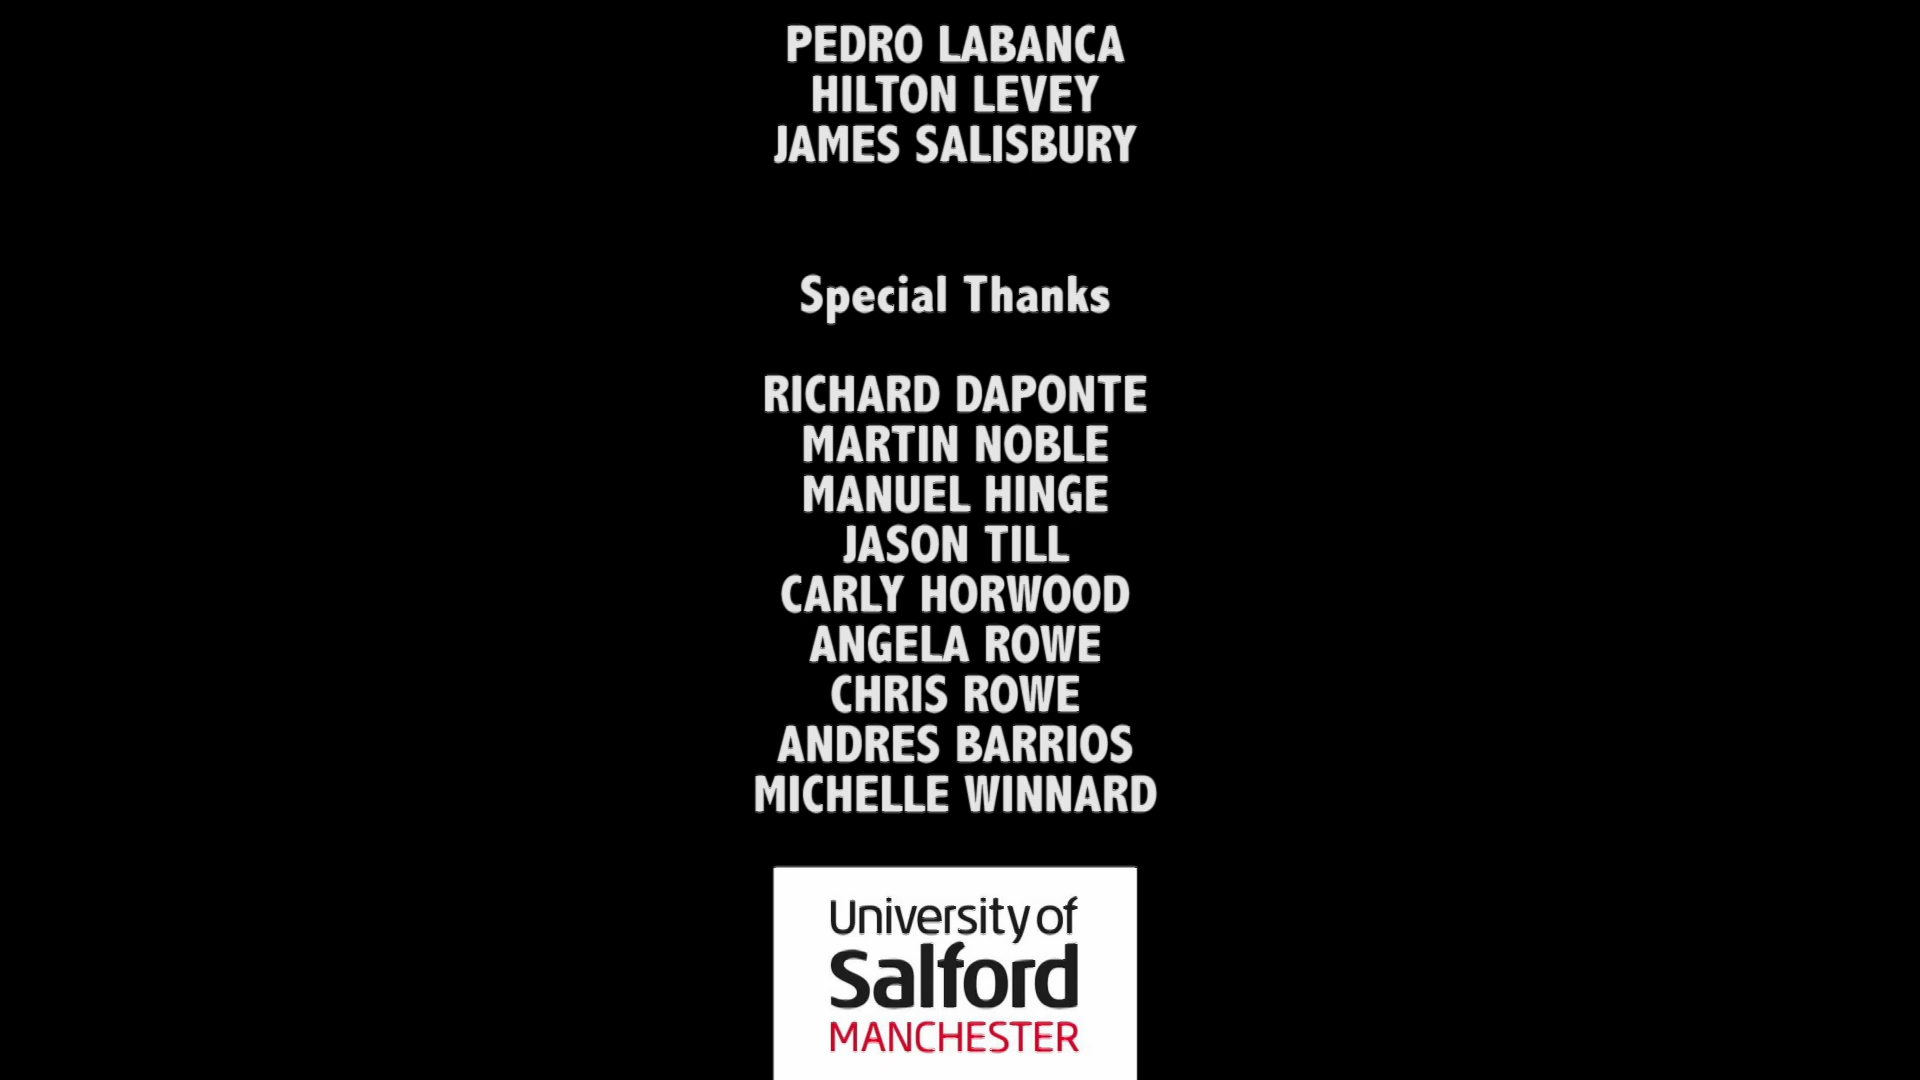 PEDRO LABANCA
HILTON LEVEY
JAMES SALISBURY
Special Thanks
RICHARD DAPONTE
MARTIN NOBLE
MANUEL HINGE
JASON TILL
CARLY HORWOOD
ANGELA ROWE
CHRIS ROWE
ANDRES BARRIOS
MICHELLE WINNARD
University of
Salford
MANCHESTER